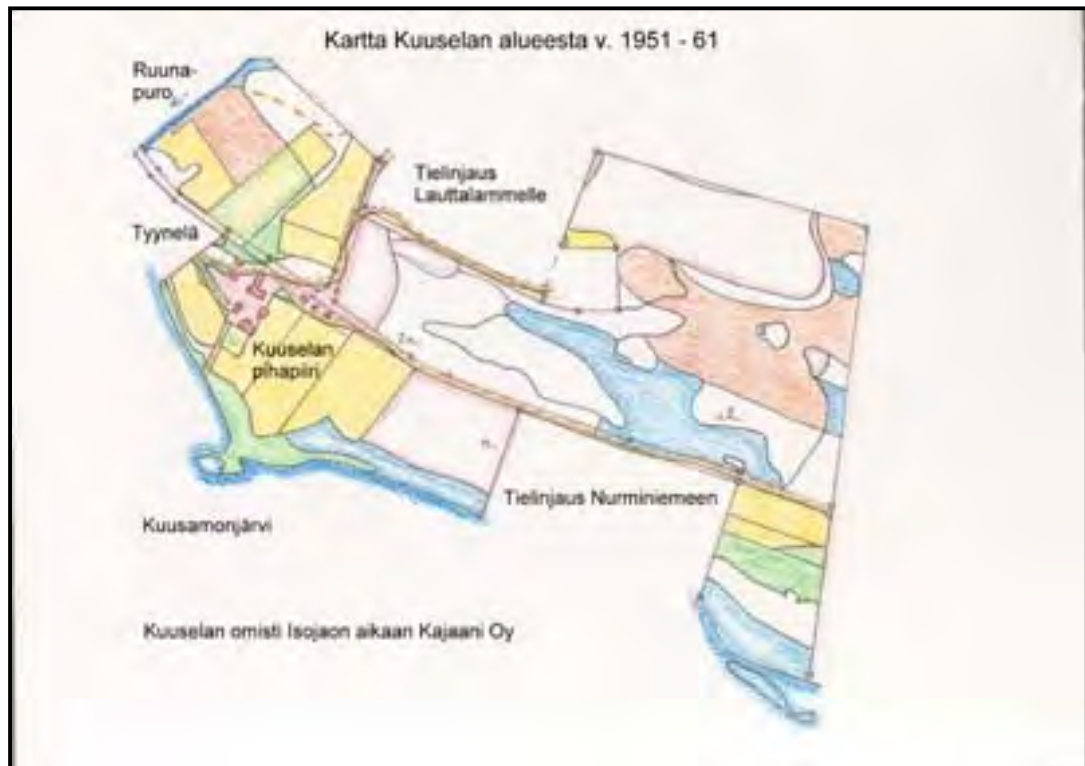 Kartta Kuuselan alueesta v. 1951 - 61
Ruuna-
puro
Tielinjaus
Lauttalammelle
Tyynelä
Kuuselan
pihapiiri
Tielinjaus Nurminiemeen
Kuusamonjärvi
Kuuselan omisti Isojaon aikaan Kajaani Oy